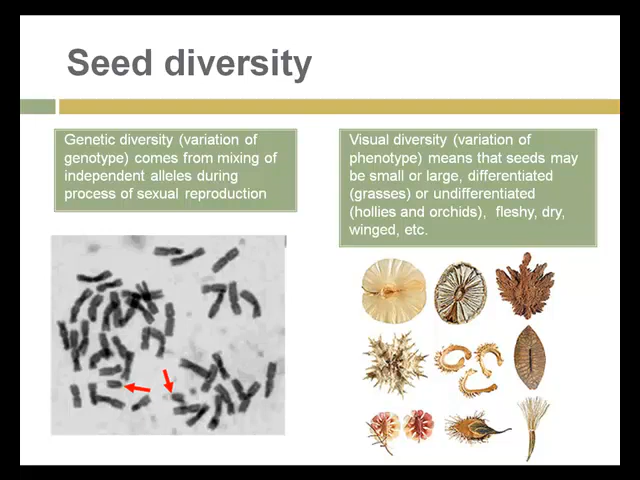 Seed diversity
Genetic diversity (variation of
genotype) comes from mixing of
independent alleles during
process of sexual reproduction
Visual diversity (variation of
phenotype) means that seeds may
be small or large, differentiated
(grasses) or undifferentiated
(hollies and orchids),  fleshy, dry,
winged, etc.